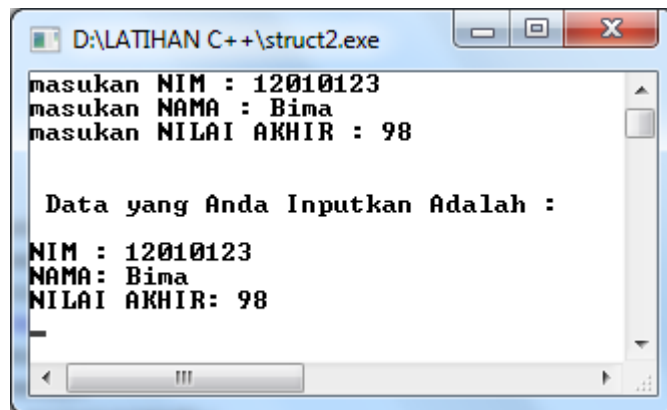 D:\LATIHAN C++\struct2.exe
masukan NIM : 12010123
masukan NAMA : Bima
masukan NILAI AKHIR : 98
Data yang Anda Inputkan Adalah :
NIM : 12010123
NAMA: Bima
NILAI AKHIR: 98